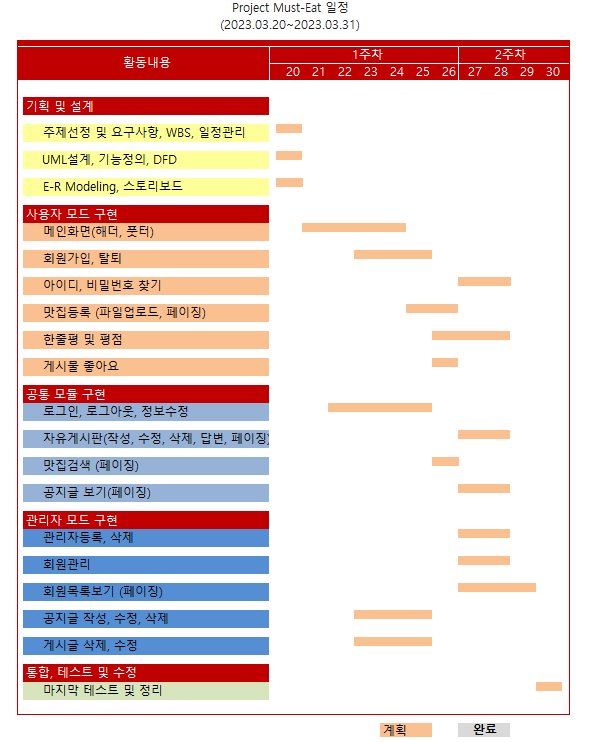 Project Must-Eat 일정
(2023.03.20~2023.03.31)
활동내용
1주차 2주차
20 21 22 23 24 25 26 27 28 29 30
기획 및 설계
주제선정 및 요구사항, WBS, 일정관리
UML설계, 기능정의, DFD
E-R Modeling, 스토리보드
사용자 모드 구현
메인화면(해더, 풋터)
회원가입, 탈퇴
아이디, 비밀번호 찾기
맛집등록 (파일업로드, 페이징)
한줄평 및 평점
게시물 좋아요
공통 모듈 구현
로그인, 로그아웃, 정보수정
자유게시판(작성, 수정, 삭제, 답변, 페이징)
맛집검색 (페이징)
공지글 보기(페이징)
관리자 모드 구현
관리자등록, 삭제
회원관리
회원목록보기 (페이징)
공지글 작성, 수정, 삭제
게시글 삭제, 수정
통합, 테스트 및 수정
마지막 테스트 및 정리
계획 완료